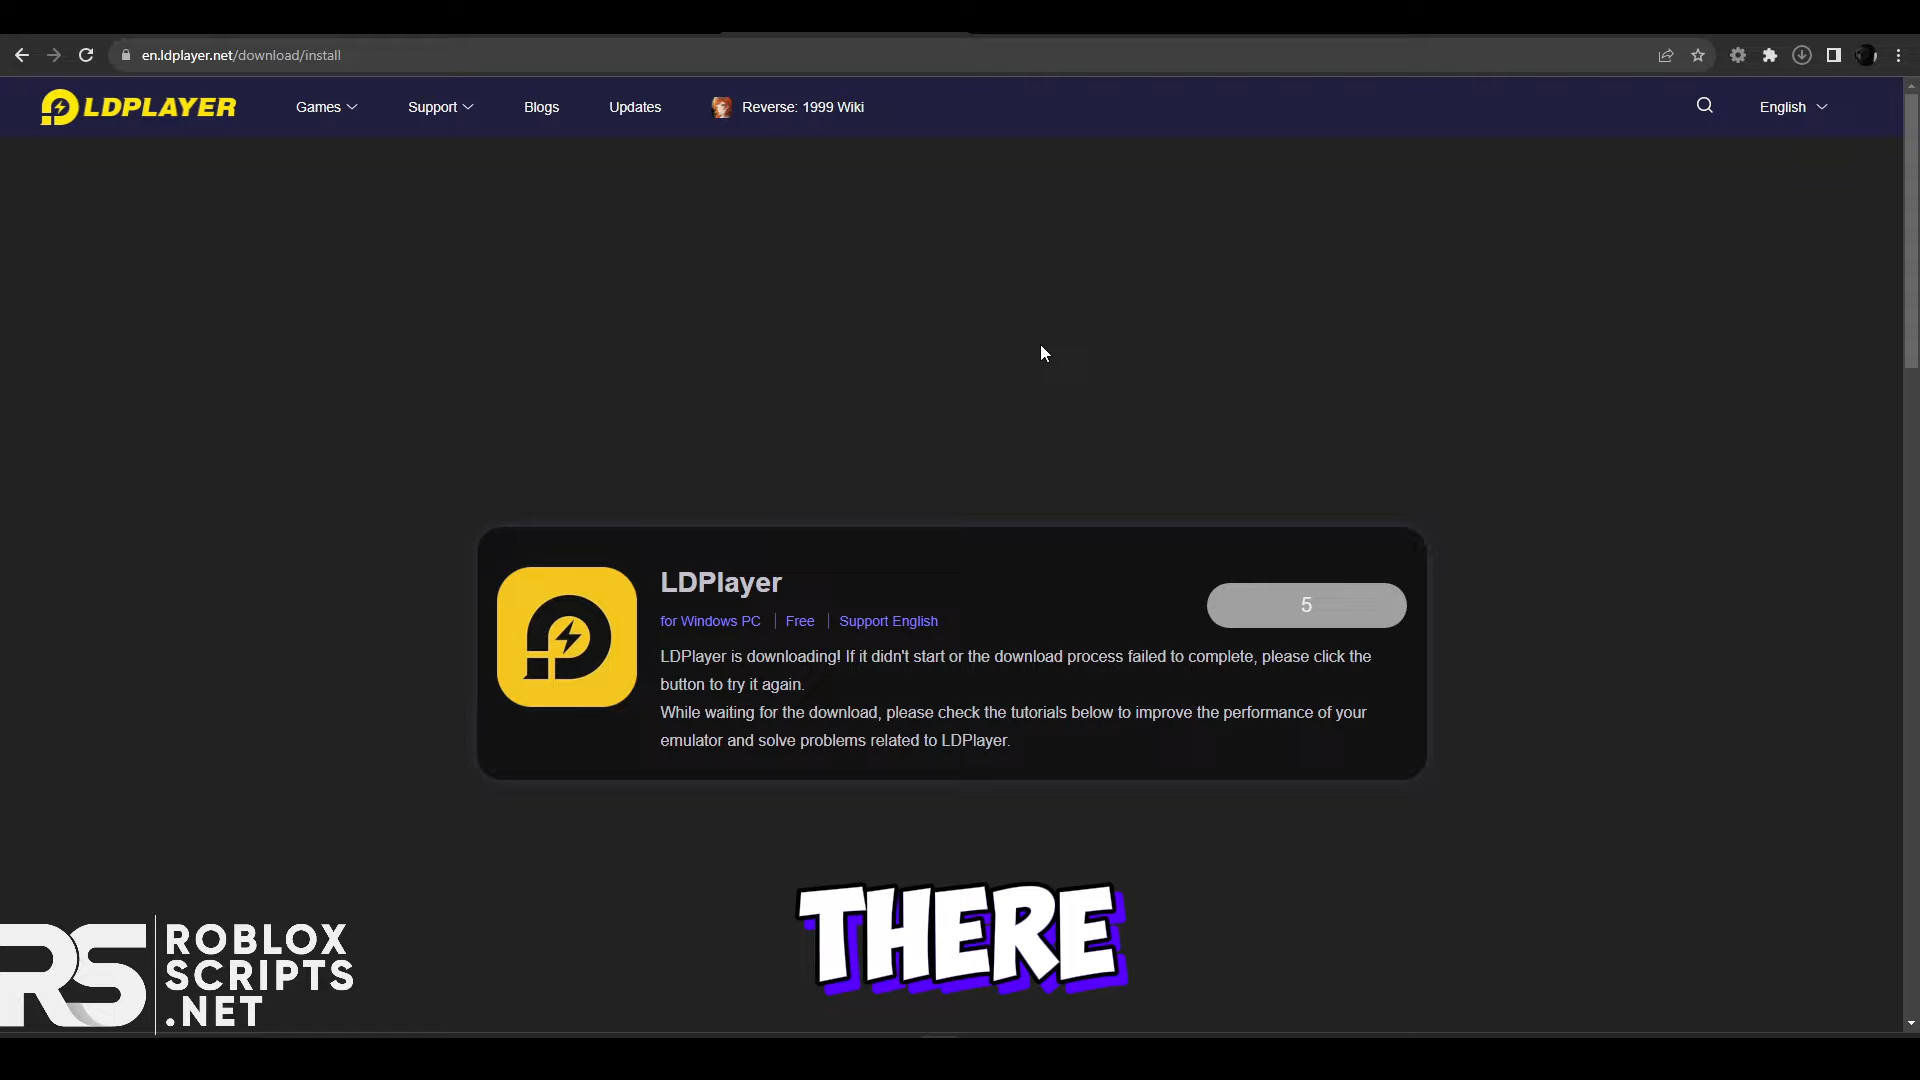 en.ldplayer.net/download/install
LDPLAYER
Games
Support
Blogs
Updates
Reverse: 1999 Wiki
English
LDPlayer
5
for Windows PC
Free
Support English
LDPlayer is downloading! If it didn't start or the download process failed to complete, please click the
button to try it again.
While waiting for the download, please check the tutorials below to improve the performance of your
emulator and solve problems related to LDPlayer.
THERE
RS
ROBLOX
SCRIPTS
.NET